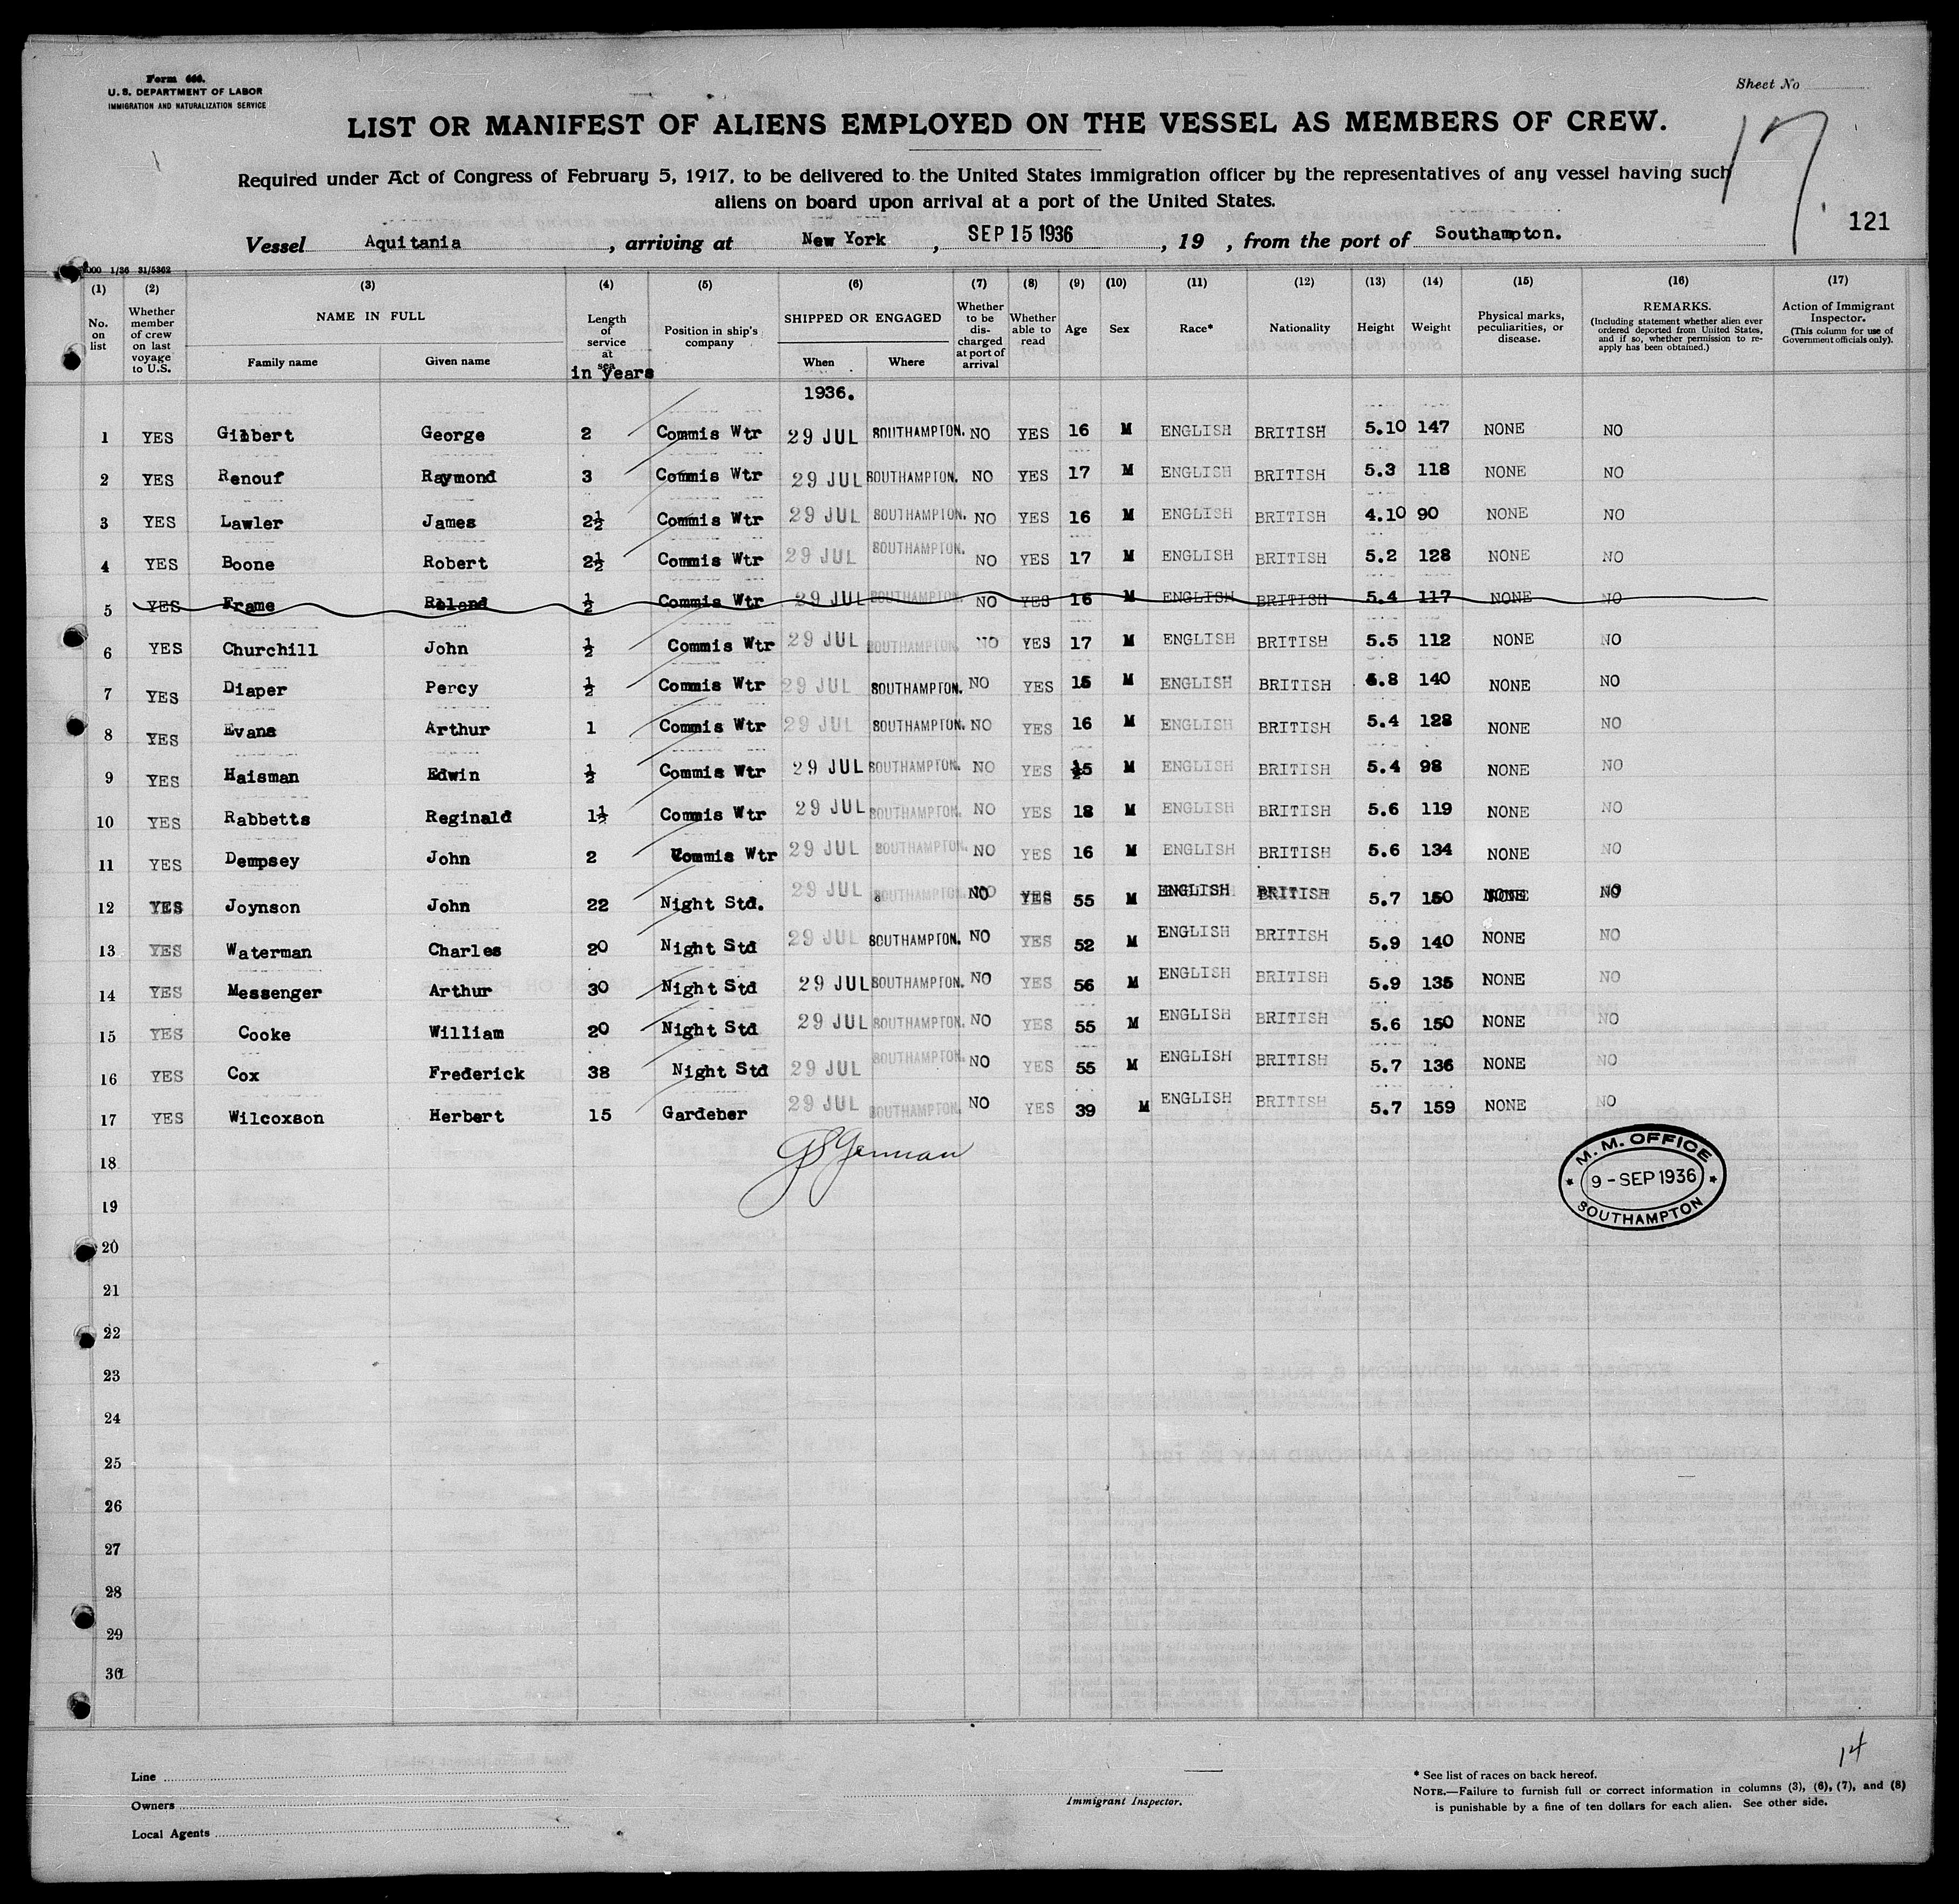 Form 666.
U. S. DEPARTMENT OF LABOR
IMMIGRATION AND NATURALIZATION SERVICE
Sheet No
LIST OR MANIFEST OF ALIENS EMPLOYED ON THE VESSEL AS MEMBERS OF CREW.
17
Required under Act of Congress of February 5, 1917, to be delivered to the United States immigration officer by the representatives of any vessel having such
aliens on board upon arrival at a port of the United States.
121
Vessel Aquitania , arriving at New York , SEP 15 1936 , 19 , from the port of Southampton.
1/36 31/5362
(1) (2) (3) (4) (5) (6) (7) (8) (9) (10) (11) (12) (13) (14) (15) (16) (17)
No. on list
Whether member of crew on last voyage to U.S.
NAME IN FULL
Family name Given name
Length of service at sea in years
Position in ship's company
SHIPPED OR ENGAGED
When Where
Whether to be discharged at port of arrival
Whether able to read
Age Sex Race* Nationality Height Weight
Physical marks, peculiarities, or disease.
REMARKS.
(Including statement whether alien ever ordered deported from United States, and if so, whether permission to reapply has been obtained.)
Action of Immigrant Inspector.
(This column for use of Government officials only).
1936.
1 YES Gilbert George 2 Commis Wtr 29 JUL SOUTHAMPTON. NO YES 16 M ENGLISH BRITISH 5.10 147 NONE NO
2 YES Renouf Raymond 3 Commis Wtr 29 JUL SOUTHAMPTON. NO YES 17 M ENGLISH BRITISH 5.3 118 NONE NO
3 YES Lawler James 2½ Commis Wtr 29 JUL SOUTHAMPTON. NO YES 16 M ENGLISH BRITISH 4.10 90 NONE NO
4 YES Boone Robert 2½ Commis Wtr 29 JUL SOUTHAMPTON. NO YES 17 M ENGLISH BRITISH 5.2 128 NONE NO
5 YES Frame Roland ½ Commis Wtr 29 JUL SOUTHAMPTON. NO YES 16 M ENGLISH BRITISH 5.4 117 NONE NO
6 YES Churchill John ½ Commis Wtr 29 JUL SOUTHAMPTON. NO YES 17 M ENGLISH BRITISH 5.5 112 NONE NO
7 YES Diaper Percy ½ Commis Wtr 29 JUL SOUTHAMPTON. NO YES 15 M ENGLISH BRITISH 5.8 140 NONE NO
8 YES Evans Arthur 1 Commis Wtr 29 JUL SOUTHAMPTON. NO YES 16 M ENGLISH BRITISH 5.4 128 NONE NO
9 YES Haisman Edwin ½ Commis Wtr 29 JUL SOUTHAMPTON. NO YES 15 M ENGLISH BRITISH 5.4 98 NONE NO
10 YES Rabbetts Reginald 1½ Commis Wtr 29 JUL SOUTHAMPTON. NO YES 18 M ENGLISH BRITISH 5.6 119 NONE NO
11 YES Dempsey John 2 Commis Wtr 29 JUL SOUTHAMPTON. NO YES 16 M ENGLISH BRITISH 5.6 134 NONE NO
12 YES Joynson John 22 Night Std. 29 JUL SOUTHAMPTON. NO YES 55 M ENGLISH BRITISH 5.7 150 NONE NO
13 YES Waterman Charles 20 Night Std 29 JUL SOUTHAMPTON. NO YES 52 M ENGLISH BRITISH 5.9 140 NONE NO
14 YES Messenger Arthur 30 Night Std 29 JUL SOUTHAMPTON. NO YES 56 M ENGLISH BRITISH 5.9 135 NONE NO
15 YES Cooke William 20 Night Std 29 JUL SOUTHAMPTON. NO YES 55 M ENGLISH BRITISH 5.6 150 NONE NO
16 YES Cox Frederick 38 Night Std 29 JUL SOUTHAMPTON. NO YES 55 M ENGLISH BRITISH 5.7 136 NONE NO
17 YES Wilcoxson Herbert 15 Gardeber 29 JUL SOUTHAMPTON. NO YES 39 M ENGLISH BRITISH 5.7 159 NONE NO
18
M. M. OFFICE
9 - SEP 1936
SOUTHAMPTON
19
20
21
22
23
24
25
26
27
28
29
30
14
Line
Owners
Local Agents
Immigrant Inspector.
* See list of races on back hereof.
NOTE.—Failure to furnish full or correct information in columns (3), (6), (7), and (8)
is punishable by a fine of ten dollars for each alien. See other side.